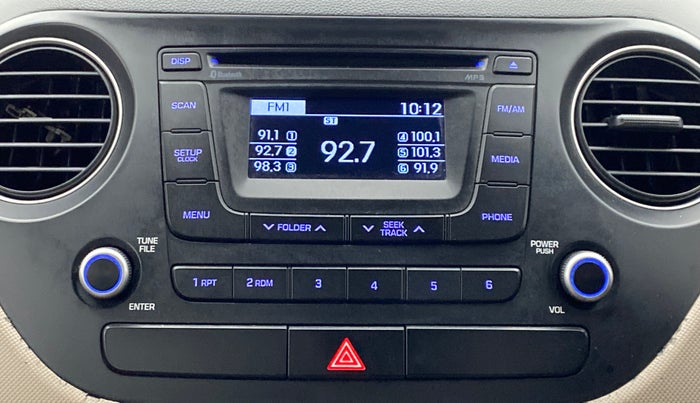 DISP
Bluetooth
MP3
SCAN
FM1
10:12
FM/AM
ST
91.1 1
4 100.1
92.7 2
92.7
5 101.3
98.3 3
6 91.9
SETUP
CLOCK
MEDIA
MENU
FOLDER
SEEK
TRACK
PHONE
TUNE
FILE
POWER
PUSH
1 RPT
2 RDM
3
4
5
6
ENTER
VOL